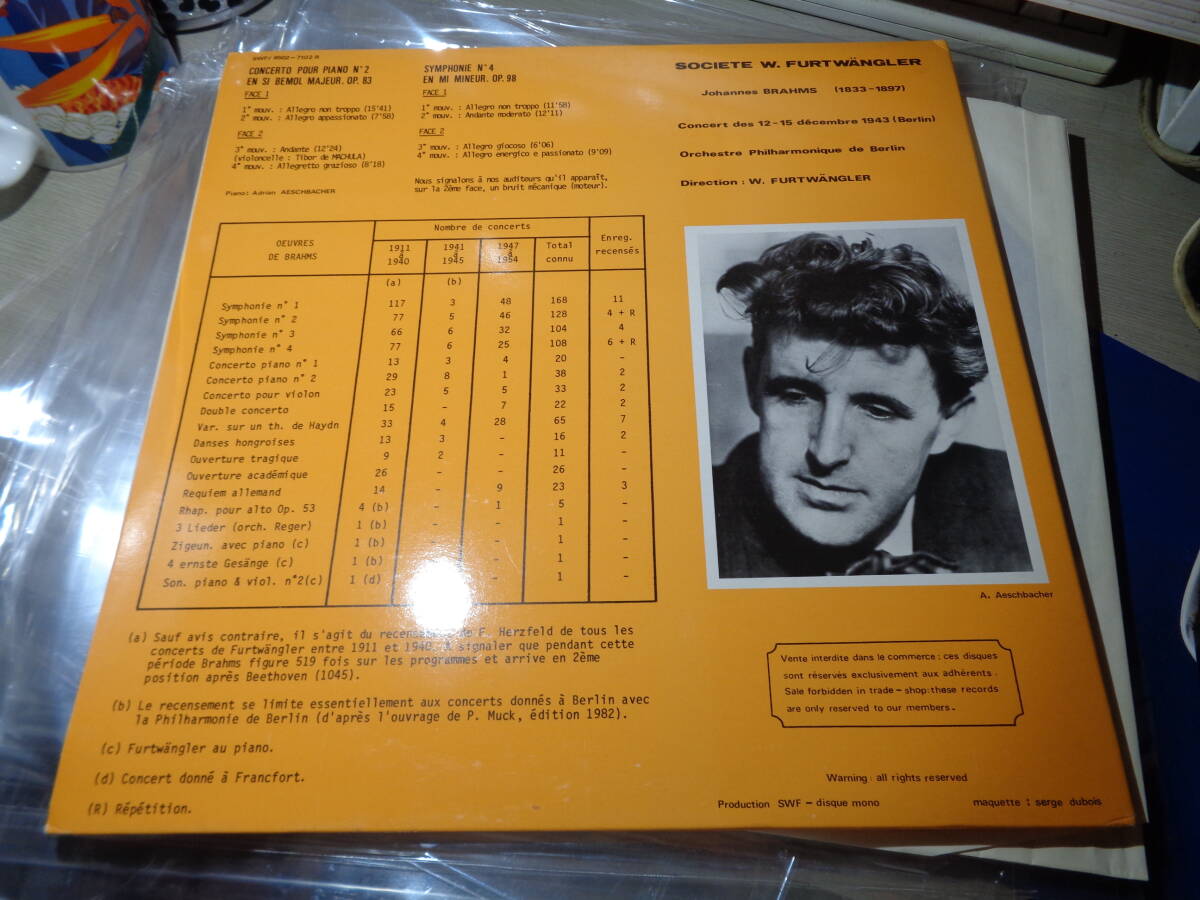 SWF/ 8502-7102 R
CONCERTO POUR PIANO N°2
EN SI BEMOL MAJEUR. OP. 83
FACE 1
1° mouv. : Allegro non troppo (15'41)
2° mouv. : Allegro appassionato (7'58)
FACE 2
3° mouv. : Andante (12'24)
(violoncelle : Tibor de MACHULA)
4° mouv. : Allegretto grazioso (8'18)
Piano: Adrian AESCHBACHER
SYMPHONIE N°4
EN MI MINEUR. OP. 98
FACE 1
1° mouv. : Allegro non troppo (11'58)
2° mouv. : Andante moderato (12'11)
FACE 2
3° mouv. : Allegro giocoso (6'06)
4° mouv. : Allegro energico e passionato (9'09)
Nous signalons à nos auditeurs qu'il apparaît,
sur la 2ème face, un bruit mécanique (moteur).
SOCIETE W. FURTWÄNGLER
Johannes BRAHMS (1833-1897)
Concert des 12-15 décembre 1943 (Berlin)
Orchestre Philharmonique de Berlin
Direction : W. FURTWÄNGLER
OEUVRES
DE BRAHMS
Nombre de concerts
1911 à 1940
1941 à 1945
1947 à 1954
Total connu
Enreg. recensés
(a) (b)
Symphonie n° 1 117 3 48 168 11
Symphonie n° 2 77 5 46 128 4 + R
Symphonie n° 3 66 6 32 104 4
Symphonie n° 4 77 6 25 108 6 + R
Concerto piano n° 1 13 3 4 20 -
Concerto piano n° 2 29 8 1 38 2
Concerto pour violon 23 5 5 33 2
Double concerto 15 - 7 22 2
Var. sur un th. de Haydn 33 4 28 65 7
Danses hongroises 13 3 - 16 2
Ouverture tragique 9 2 - 11 -
Ouverture académique 26 - - 26 -
Requiem allemand 14 - 9 23 3
Rhap. pour alto Op. 53 4 (b) - 1 5 -
3 Lieder (orch. Reger) 1 (b) - - 1 -
Zigeun. avec piano (c) 1 (b) - 1 -
4 ernste Gesänge (c) 1 (b) - 1 -
Son. piano & viol. n°2(c) 1 (d) - 1 -
(a) Sauf avis contraire, il s'agit du de F. Herzfeld de tous les
concerts de Furtwängler entre 1911 et 1940. A signaler que pendant cette
période Brahms figure 519 fois sur les programmes et arrive en 2ème
position après Beethoven (1045).
(b) Le recensement se limite essentiellement aux concerts donnés à Berlin avec
la Philharmonie de Berlin (d'après l'ouvrage de P. Muck, édition 1982).
(c) Furtwängler au piano.
(d) Concert donné à Francfort.
(R) Répétition.
A. Aeschbacher
Vente interdite dans le commerce : ces disques
sont réservés exclusivement aux adhérents.
Sale forbidden in trade - shop: these records
are only reserved to our members.
Warning : all rights reserved
Production SWF - disque mono
maquette : serge dubois